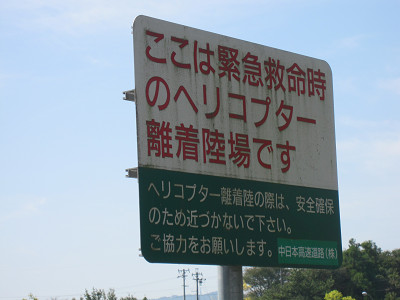 ここは緊急救命時
のヘリコプター
離着陸場です
ヘリコプター離着陸の際は、安全確保
のため近づかないで下さい。
ご協力をお願いします。
中日本高速道路(株)